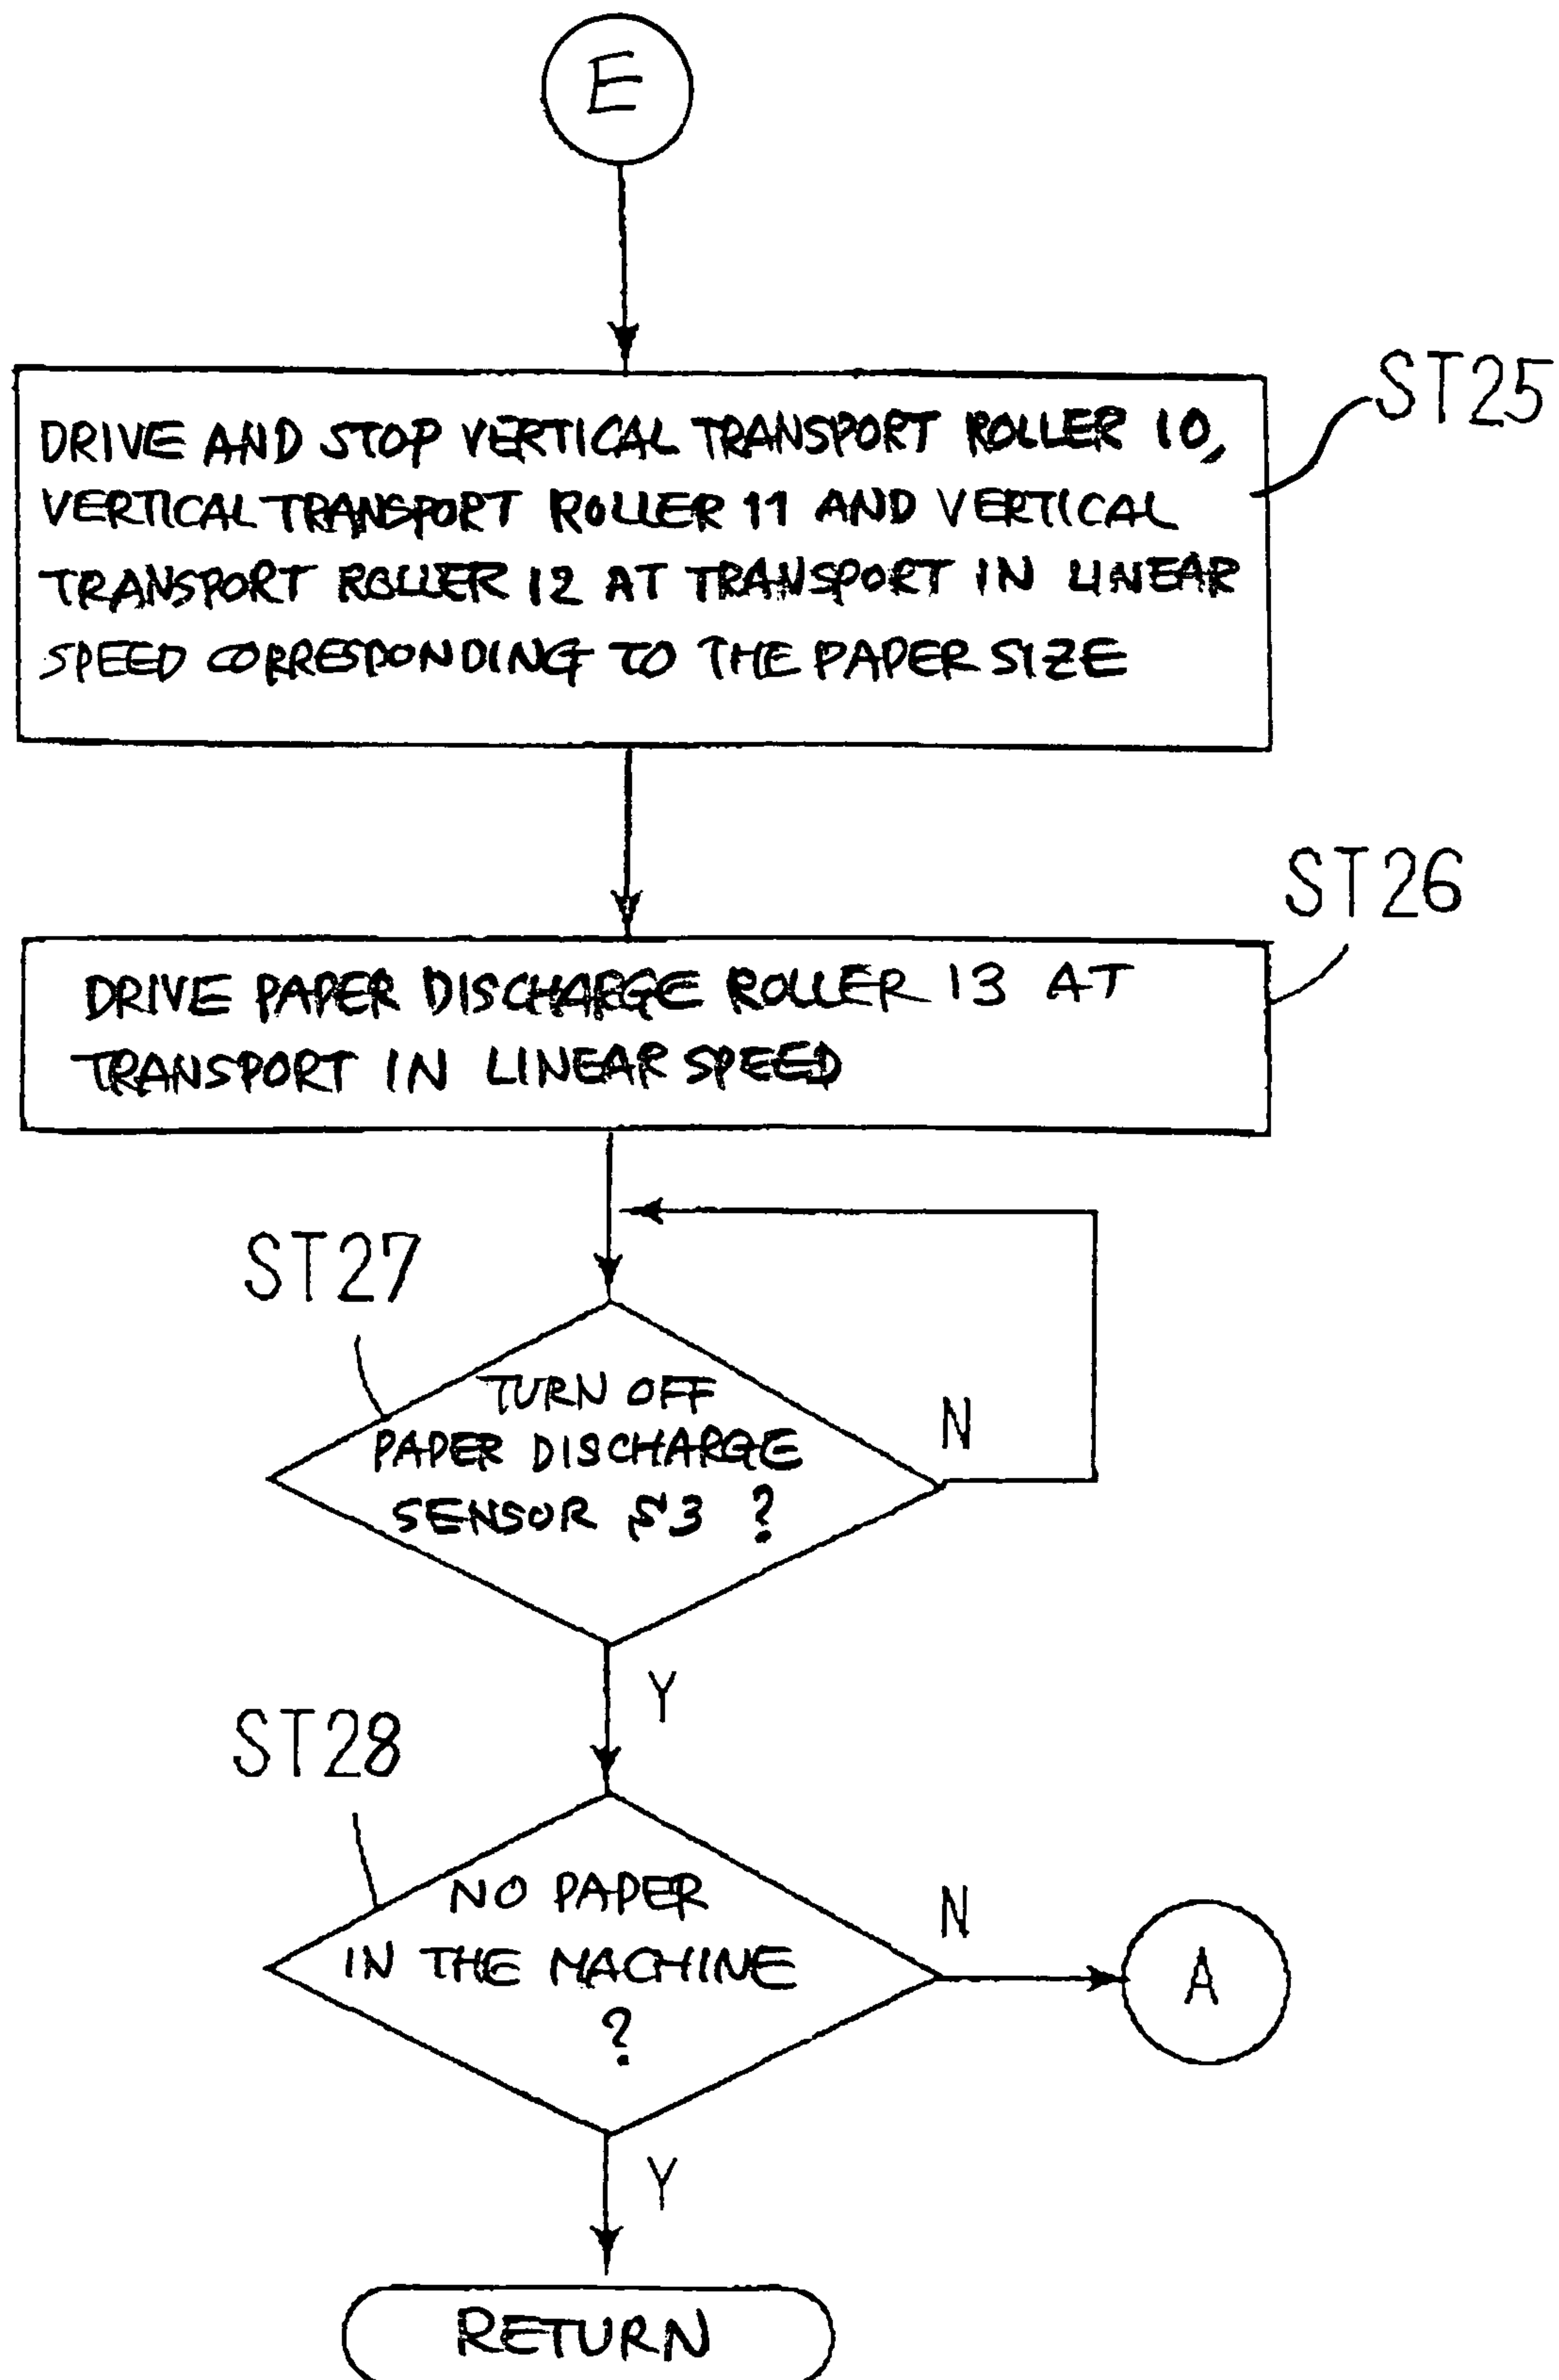 E
ST25
DRIVE AND STOP VERTICAL TRANSPORT ROLLER 10,
VERTICAL TRANSPORT ROLLER 11 AND VERTICAL
TRANSPORT ROLLER 12 AT TRANSPORT IN LINEAR
SPEED CORRESPONDING TO THE PAPER SIZE
ST26
DRIVE PAPER DISCHARGE ROLLER 13 AT
TRANSPORT IN LINEAR SPEED
ST27
TURN OFF
PAPER DISCHARGE
SENSOR S3 ?
N
Y
ST28
NO PAPER
IN THE MACHINE
?
N
A
Y
RETURN